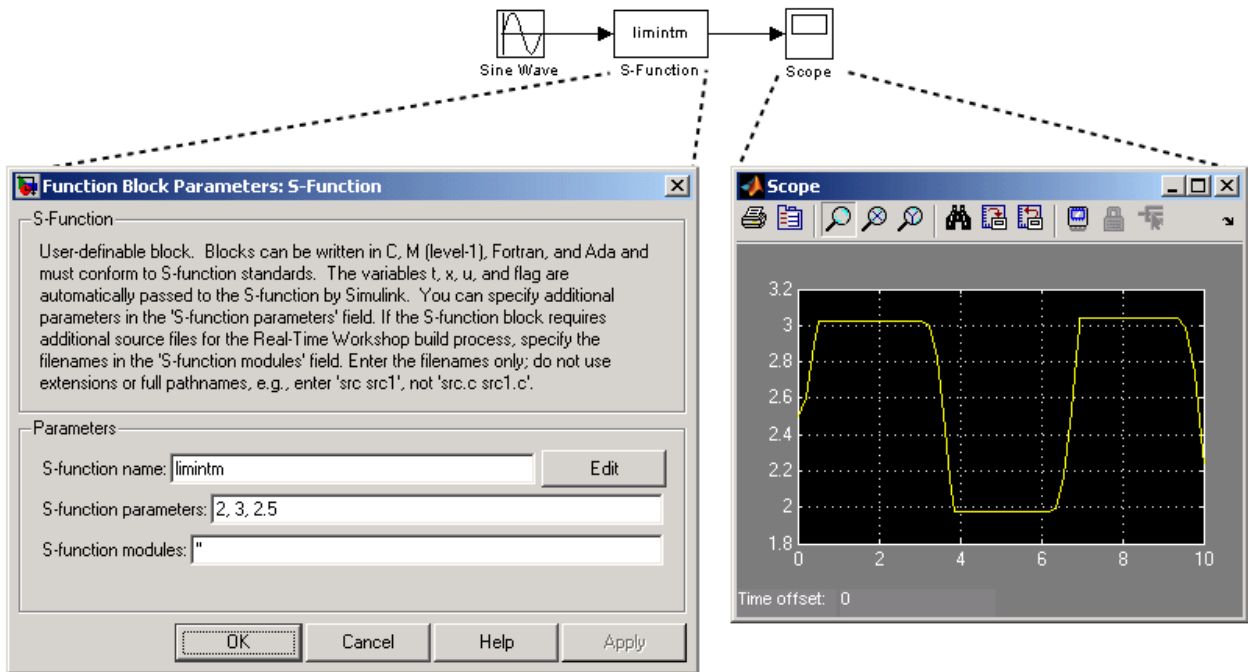 limintm
Sine Wave
S-Function
Scope
Function Block Parameters: S-Function
S-Function
User-definable block. Blocks can be written in C, M (level-1), Fortran, and Ada and
must conform to S-function standards. The variables t, x, u, and flag are
automatically passed to the S-function by Simulink. You can specify additional
parameters in the 'S-function parameters' field. If the S-function block requires
additional source files for the Real-Time Workshop build process, specify the
filenames in the 'S-function modules' field. Enter the filenames only; do not use
extensions or full pathnames, e.g., enter 'src src1', not 'src.c src1.c'.
Parameters
S-function name: limintm
Edit
S-function parameters: 2, 3, 2.5
S-function modules: ''
OK Cancel Help Apply
Scope
3.2
3
2.8
2.6
2.4
2.2
2
1.8
0 2 4 6 8 10
Time offset: 0